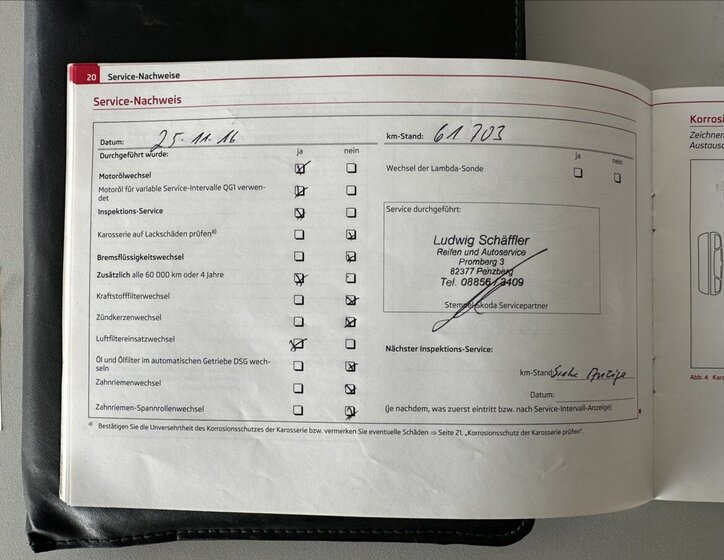 20 Service-Nachweise
Service-Nachweis
Datum: 25.11.16
km-Stand: 61 703
Durchgeführt wurde: ja nein
ja nein
Motorölwechsel
Wechsel der Lambda-Sonde
Motoröl für variable Service-Intervalle QG1 verwen-
det
Inspektions-Service
Karosserie auf Lackschäden prüfen a)
Bremsflüssigkeitswechsel
Zusätzlich alle 60 000 km oder 4 Jahre
Kraftstofffilterwechsel
Zündkerzenwechsel
Luftfiltereinsatzwechsel
Öl und Ölfilter im automatischen Getriebe DSG wech-
seln
Zahnriemenwechsel
Zahnriemen-Spannrollenwechsel
Service durchgeführt:
Ludwig Schäffler
Reifen und Autoservice
Promberg 3
82377 Penzberg
Tel. 08856/3409
Stempel Skoda Servicepartner
Nächster Inspektions-Service:
km-Stand: Siehe Anzeige
Datum:
(je nachdem, was zuerst eintritt bzw. nach Service-Intervall-Anzeige)
a) Bestätigen Sie die Unversehrtheit des Korrosionsschutzes der Karosserie bzw. vermerken Sie eventuelle Schäden ⇒ Seite 21, „Korrosionsschutz der Karosserie prüfen“.
Korrosion
Zeichnen
Austausc
Abb. 4 Karo